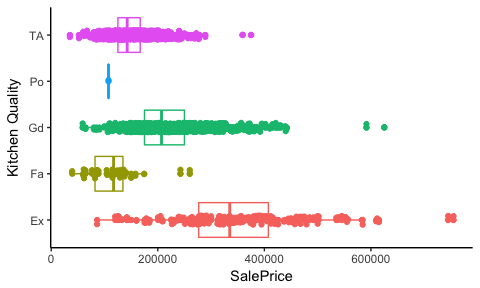 TA
Po
Gd
Fa
Ex
Kitchen Quality
0 200000 400000 600000
SalePrice